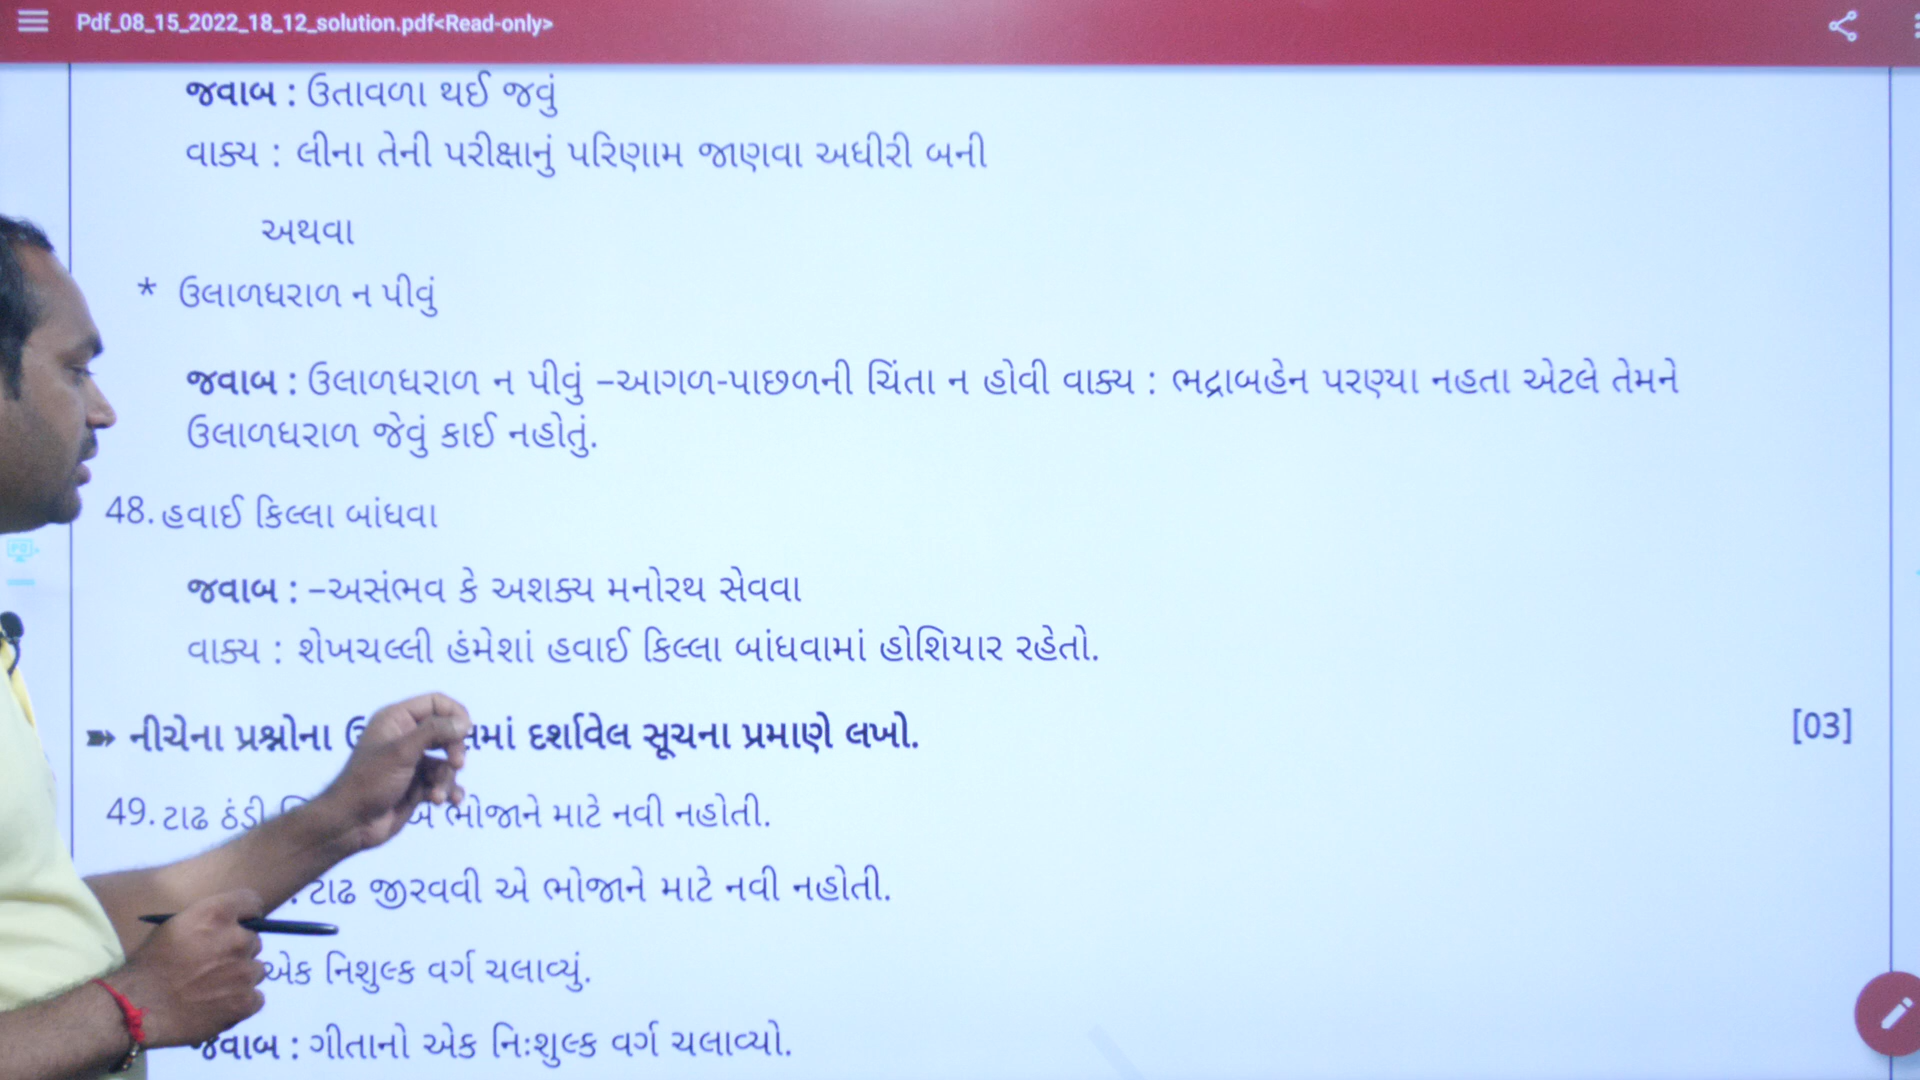 Pdf_08_15_2022_18_12_solution.pdf<Read-only>
જવાબ : ઉતાવળા થઈ જવું
વાક્ય : લીના તેની પરીક્ષાનું પરિણામ જાણવા અધીરી બની
અથવા
* ઉલાળધરાળ ન પીવું
જવાબ : ઉલાળધરાળ ન પીવું –આગળ-પાછળની ચિંતા ન હોવી વાક્ય : ભદ્રાબહેન પરણ્યા નહતા એટલે તેમને
ઉલાળધરાળ જેવું કાઈ નહોતું.
48. હવાઈ કિલ્લા બાંધવા
જવાબ : –અસંભવ કે અશક્ય મનોરથ સેવવા
વાક્ય : શેખચલ્લી હંમેશાં હવાઈ કિલ્લા બાંધવામાં હોશિયાર રહેતો.
➽ નીચેના પ્રશ્નોના દર્શાવેલ સૂચના પ્રમાણે લખો. [03]
49. ટાઢ ઠંડી ભોજાને માટે નવી નહોતી.
ટાઢ જીરવવી એ ભોજાને માટે નવી નહોતી.
એક નિશુલ્ક વર્ગ ચલાવ્યું.
જવાબ : ગીતાનો એક નિઃશુલ્ક વર્ગ ચલાવ્યો.